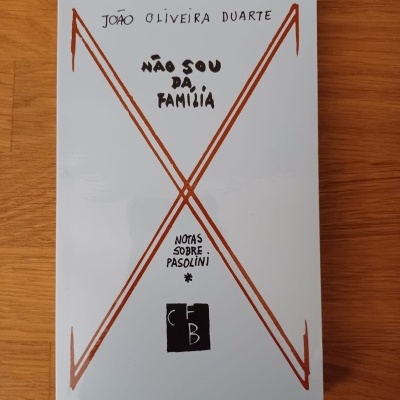 JOÃO OLIVEIRA DUARTE
NÃO SOU
DA
FAMÍLIA
NOTAS
SOBRE
PASOLINI
*
C F
B